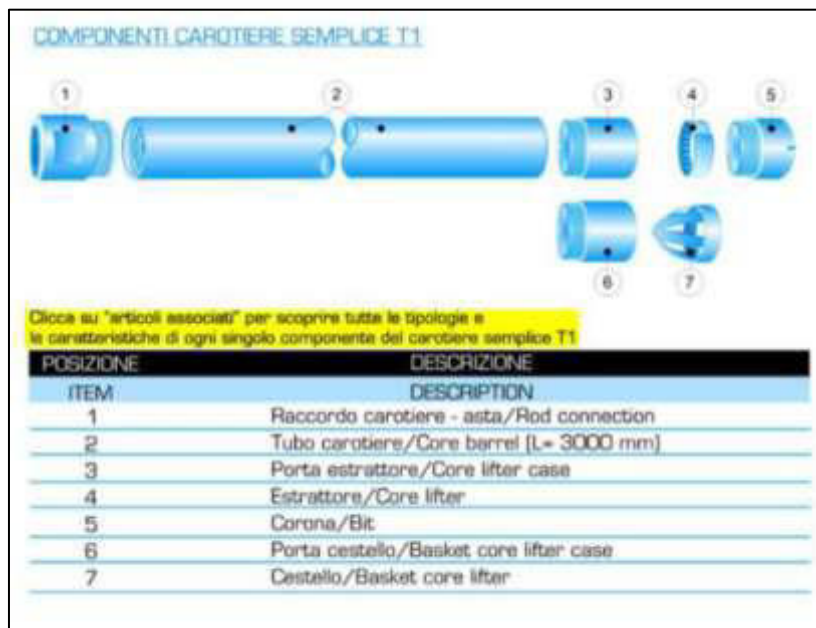 COMPONENTI CAROTIERE SEMPLICE T1
1 2 3 4 5
6 7
Clicca su "articoli associati" per scoprire tutte le tipologie e
le caratteristiche di ogni singolo componente del carotiere semplice T1
POSIZIONE DESCRIZIONE
ITEM DESCRIPTION
1 Raccordo carotiere - asta/Rod connection
2 Tubo carotiere/Core barrel (L= 3000 mm)
3 Porta estrattore/Core lifter case
4 Estrattore/Core lifter
5 Corona/Bit
6 Porta cestello/Basket core lifter case
7 Cestello/Basket core lifter